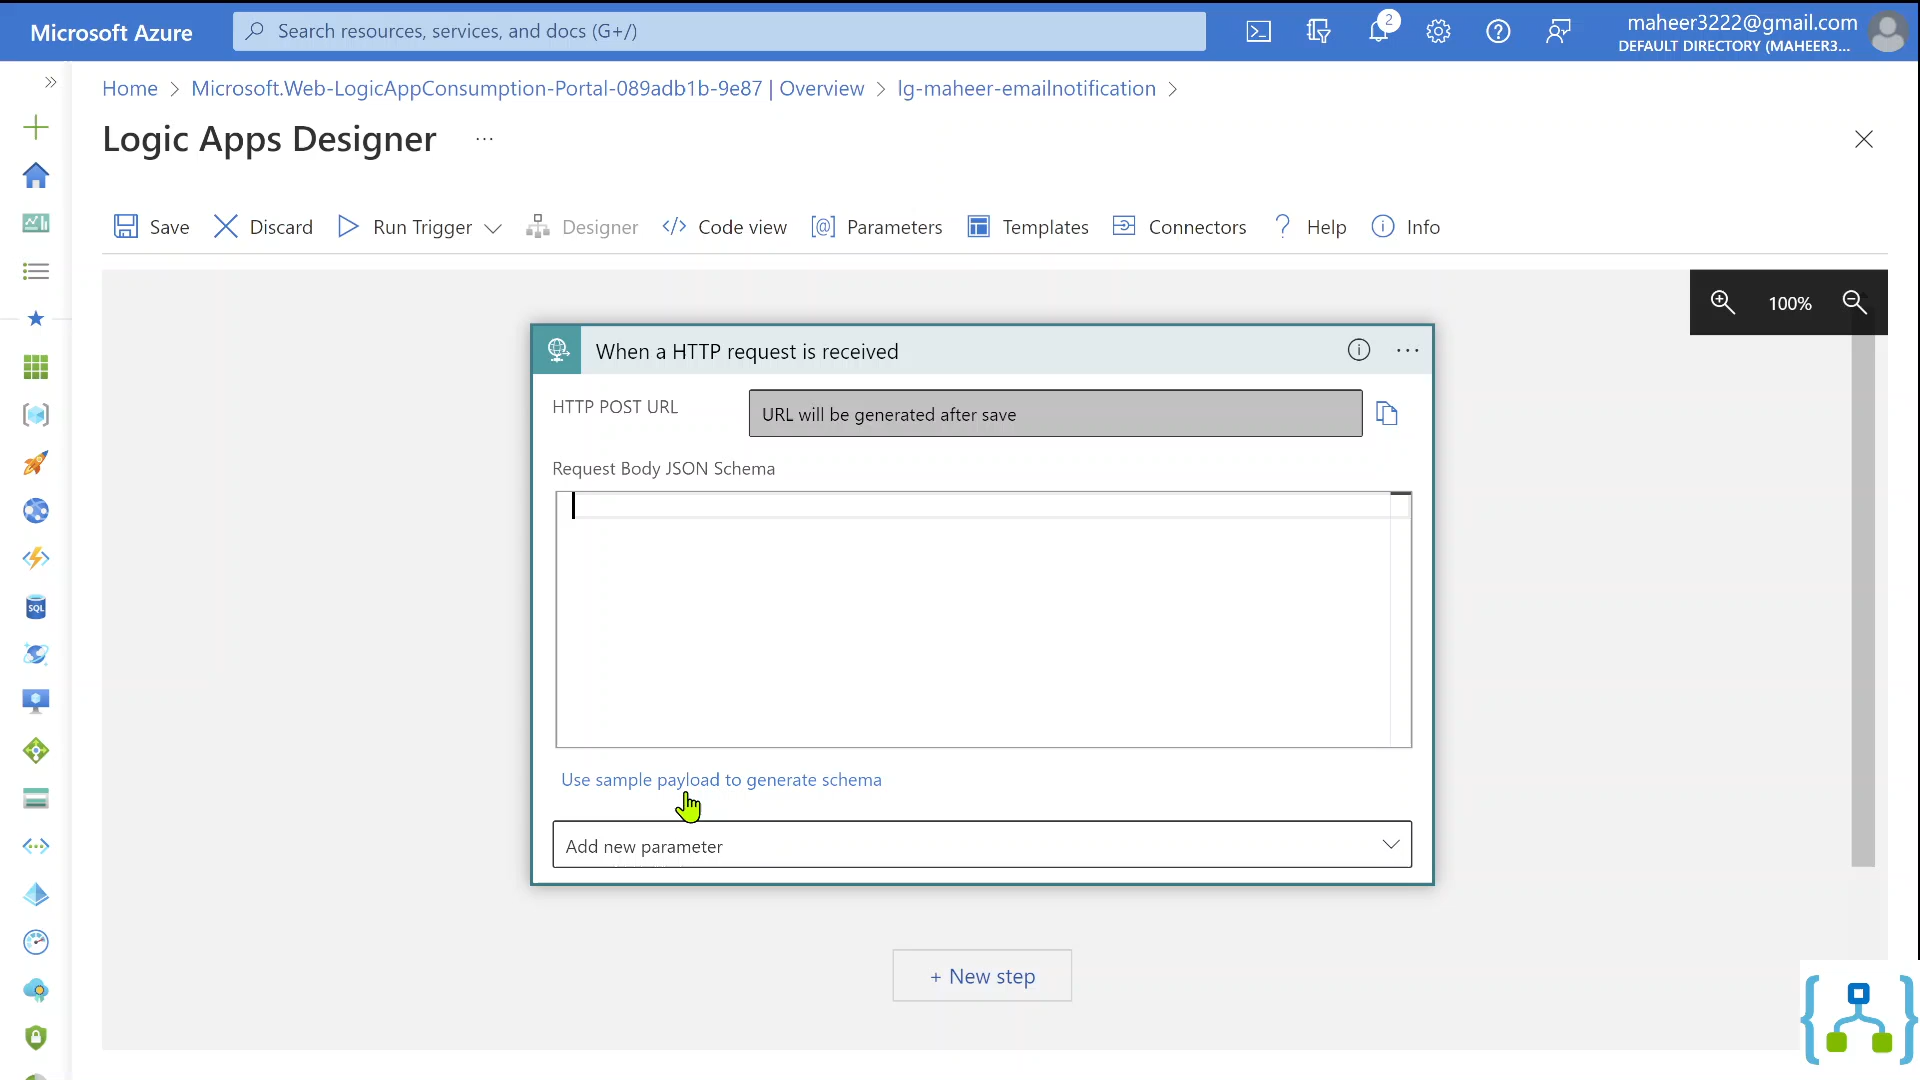 Microsoft Azure
Search resources, services, and docs (G+/)
2
maheer3222@gmail.com
DEFAULT DIRECTORY (MAHEER3...
Home > Microsoft.Web-LogicAppConsumption-Portal-089adb1b-9e87 | Overview > lg-maheer-emailnotification >
Logic Apps Designer ...
Save Discard Run Trigger Designer Code view Parameters Templates Connectors Help Info
100%
When a HTTP request is received
HTTP POST URL
URL will be generated after save
Request Body JSON Schema
Use sample payload to generate schema
Add new parameter
+ New step
SQL